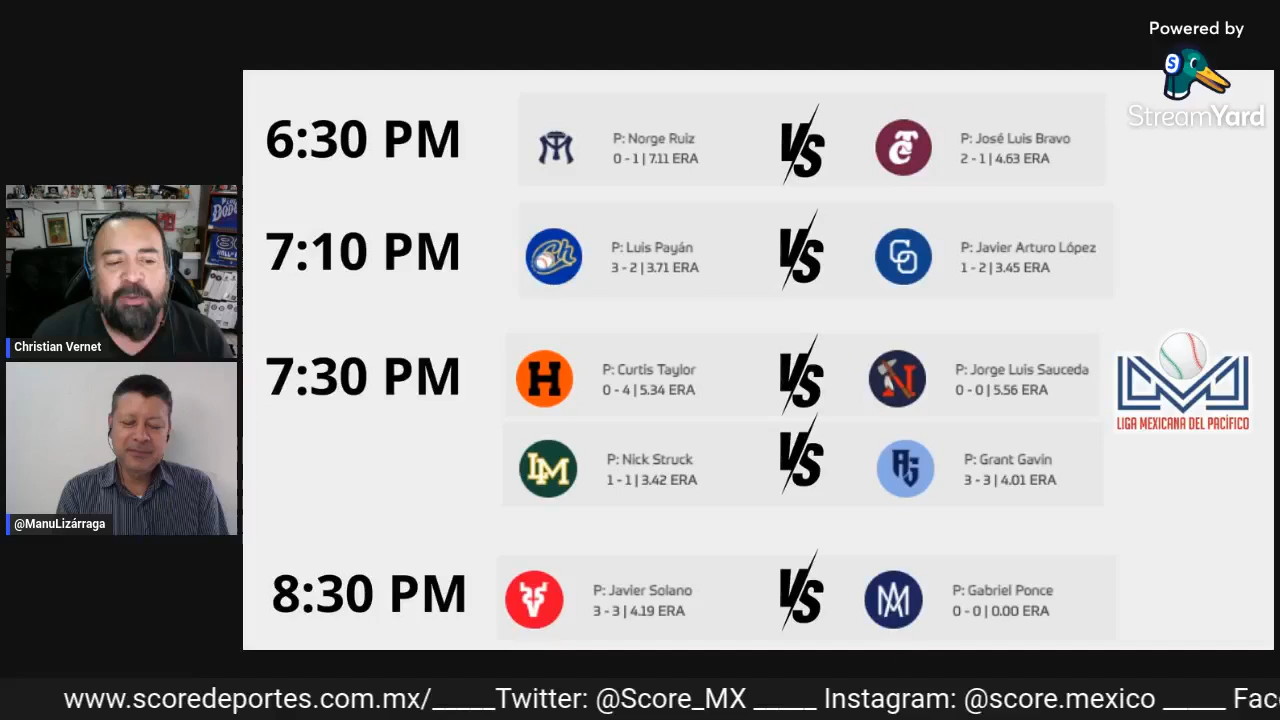 Powered by
StreamYard
6:30 PM
P: Norge Ruiz
0 - 1 | 7.11 ERA
VS
P: José Luis Bravo
2 - 1 | 4.63 ERA
7:10 PM
P: Luis Payán
3 - 2 | 3.71 ERA
VS
P: Javier Arturo López
1 - 2 | 3.45 ERA
7:30 PM
H
P: Curtis Taylor
0 - 4 | 5.34 ERA
VS
N
P: Jorge Luis Sauceda
0 - 0 | 5.56 ERA
LM
P: Nick Struck
1 - 1 | 3.42 ERA
VS
P: Grant Gavin
3 - 3 | 4.01 ERA
LIGA MEXICANA DEL PACÍFICO
8:30 PM
P: Javier Solano
3 - 3 | 4.19 ERA
VS
P: Gabriel Ponce
0 - 0 | 0.00 ERA
Christian Vernet
@ManuLizárraga
www.scoredeportes.com.mx/_____Twitter: @Score_MX _____ Instagram: @score.mexico _____ Fac